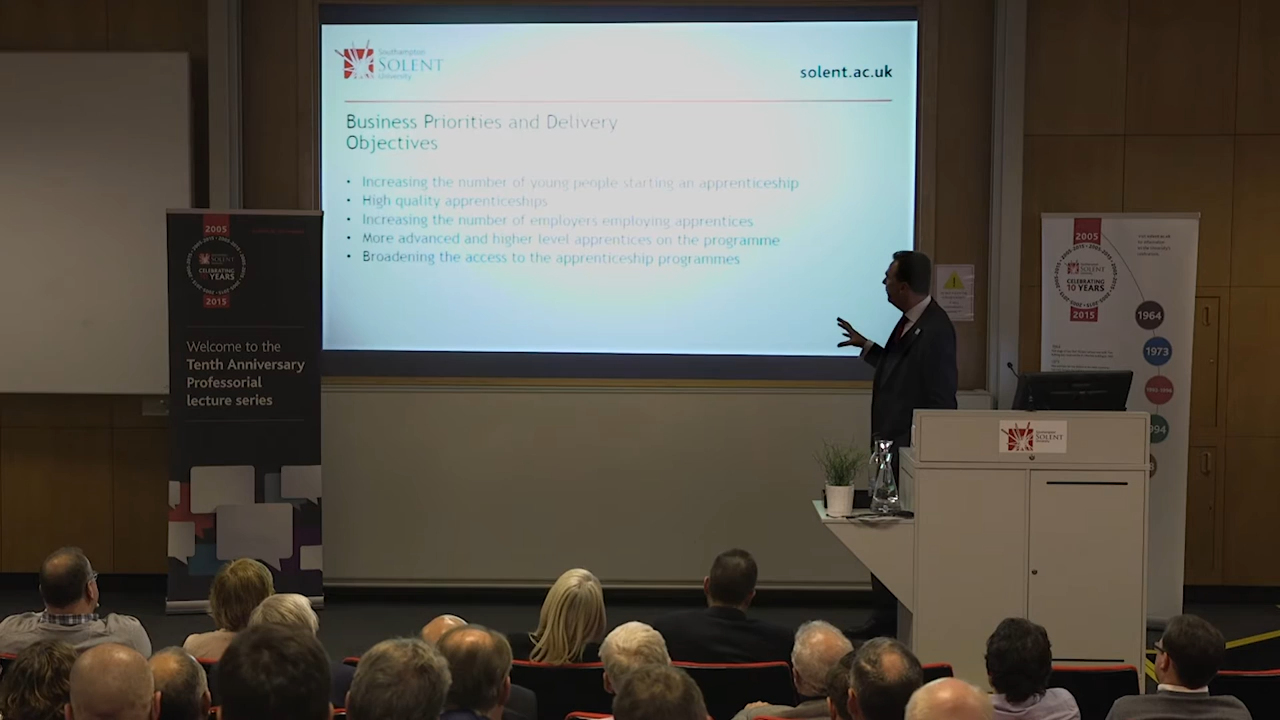 Southampton
SOLENT
University
solent.ac.uk
Business Priorities and Delivery
Objectives
• Increasing the number of young people starting an apprenticeship
• High quality apprenticeships
• Increasing the number of employers employing apprentices
• More advanced and higher level apprentices on the programme
• Broadening the access to the apprenticeship programmes
2005
SOLENT
CELEBRATING
10 YEARS
2015
Welcome to the
Tenth Anniversary
Professorial
lecture series
2005
SOLENT
CELEBRATING
10 YEARS
2015
1964
1973
994
SOLENT